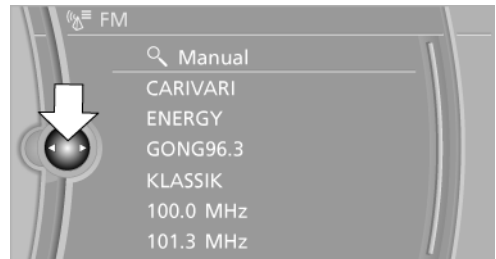 FM
Manual
CARIVARI
ENERGY
GONG96.3
KLASSIK
100.0 MHz
101.3 MHz